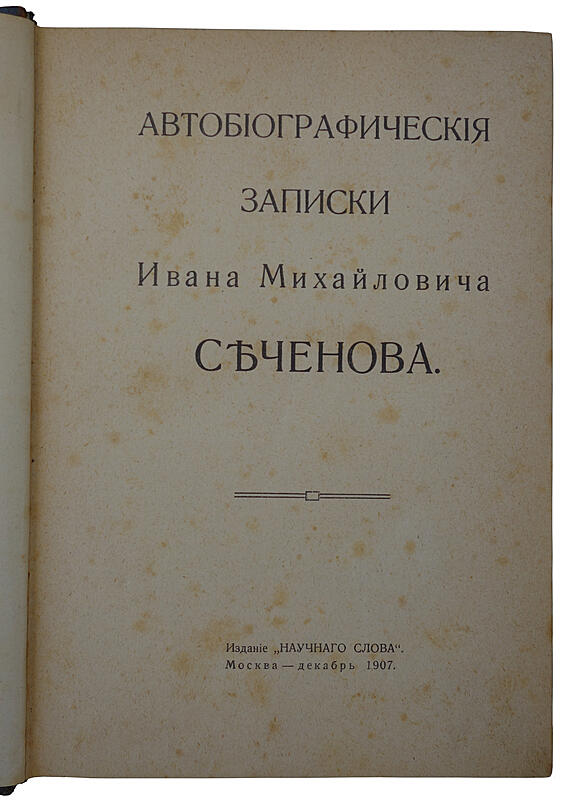 АВТОБІОГРАФИЧЕСКІЯ
ЗАПИСКИ
Ивана Михайловича
СѢЧЕНОВА.
Изданіе „НАУЧНАГО СЛОВА“.
Москва — декабрь 1907.